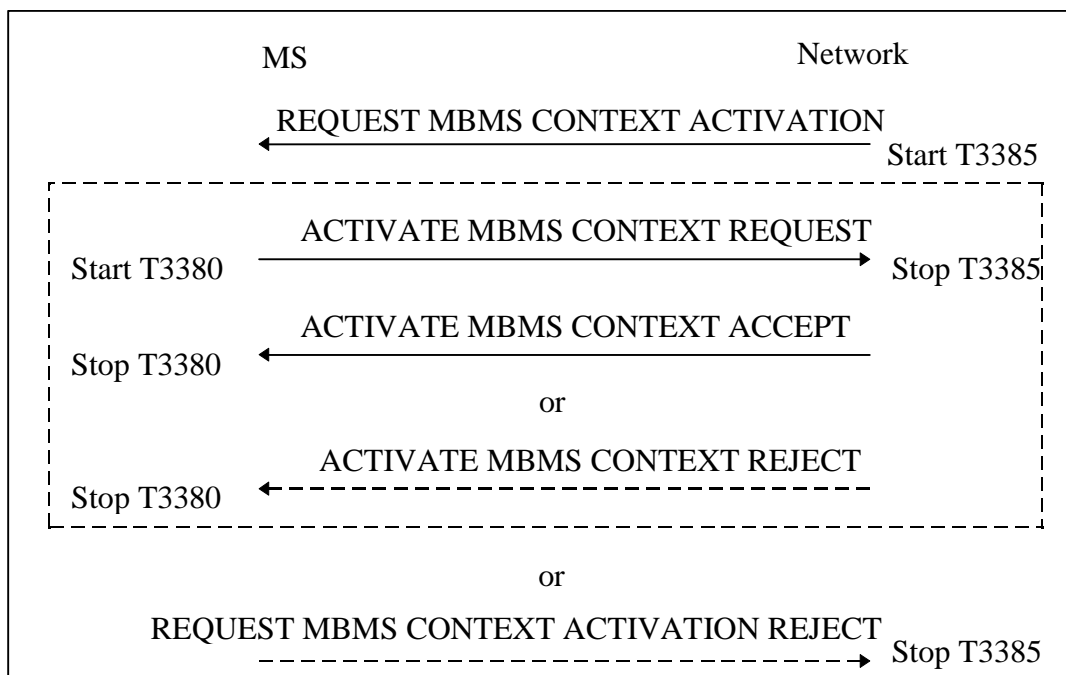 MS Network
REQUEST MBMS CONTEXT ACTIVATION
Start T3385
ACTIVATE MBMS CONTEXT REQUEST
Start T3380 Stop T3385
ACTIVATE MBMS CONTEXT ACCEPT
Stop T3380
or
ACTIVATE MBMS CONTEXT REJECT
Stop T3380
or
REQUEST MBMS CONTEXT ACTIVATION REJECT
Stop T3385